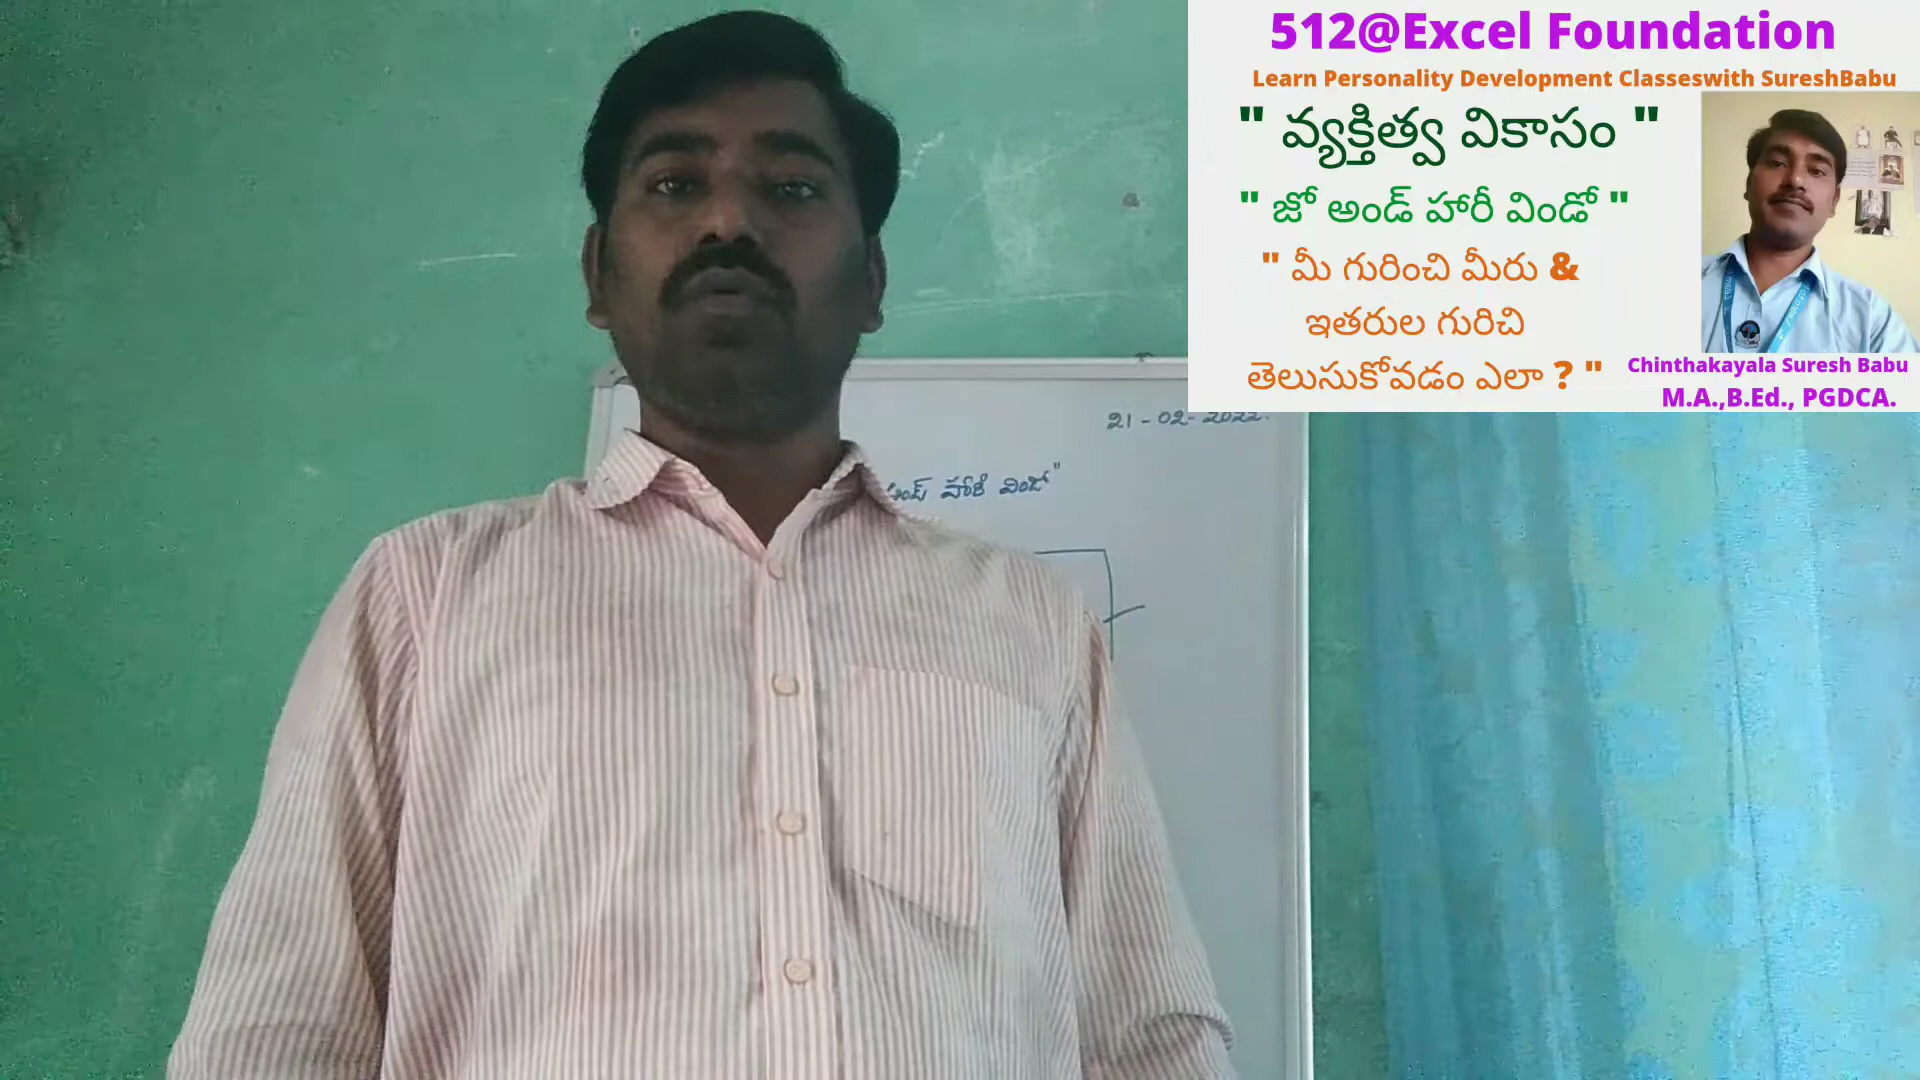 512@Excel Foundation
Learn Personality Development Classeswith SureshBabu
" వ్యక్తిత్వ వికాసం "
" జో అండ్ హారీ విండో "
" మీ గురించి మీరు &
ఇతరుల గురిచి
తెలుసుకోవడం ఎలా ? "
Chinthakayala Suresh Babu
M.A.,B.Ed., PGDCA.
21-02-2022.
హారీ విండో"